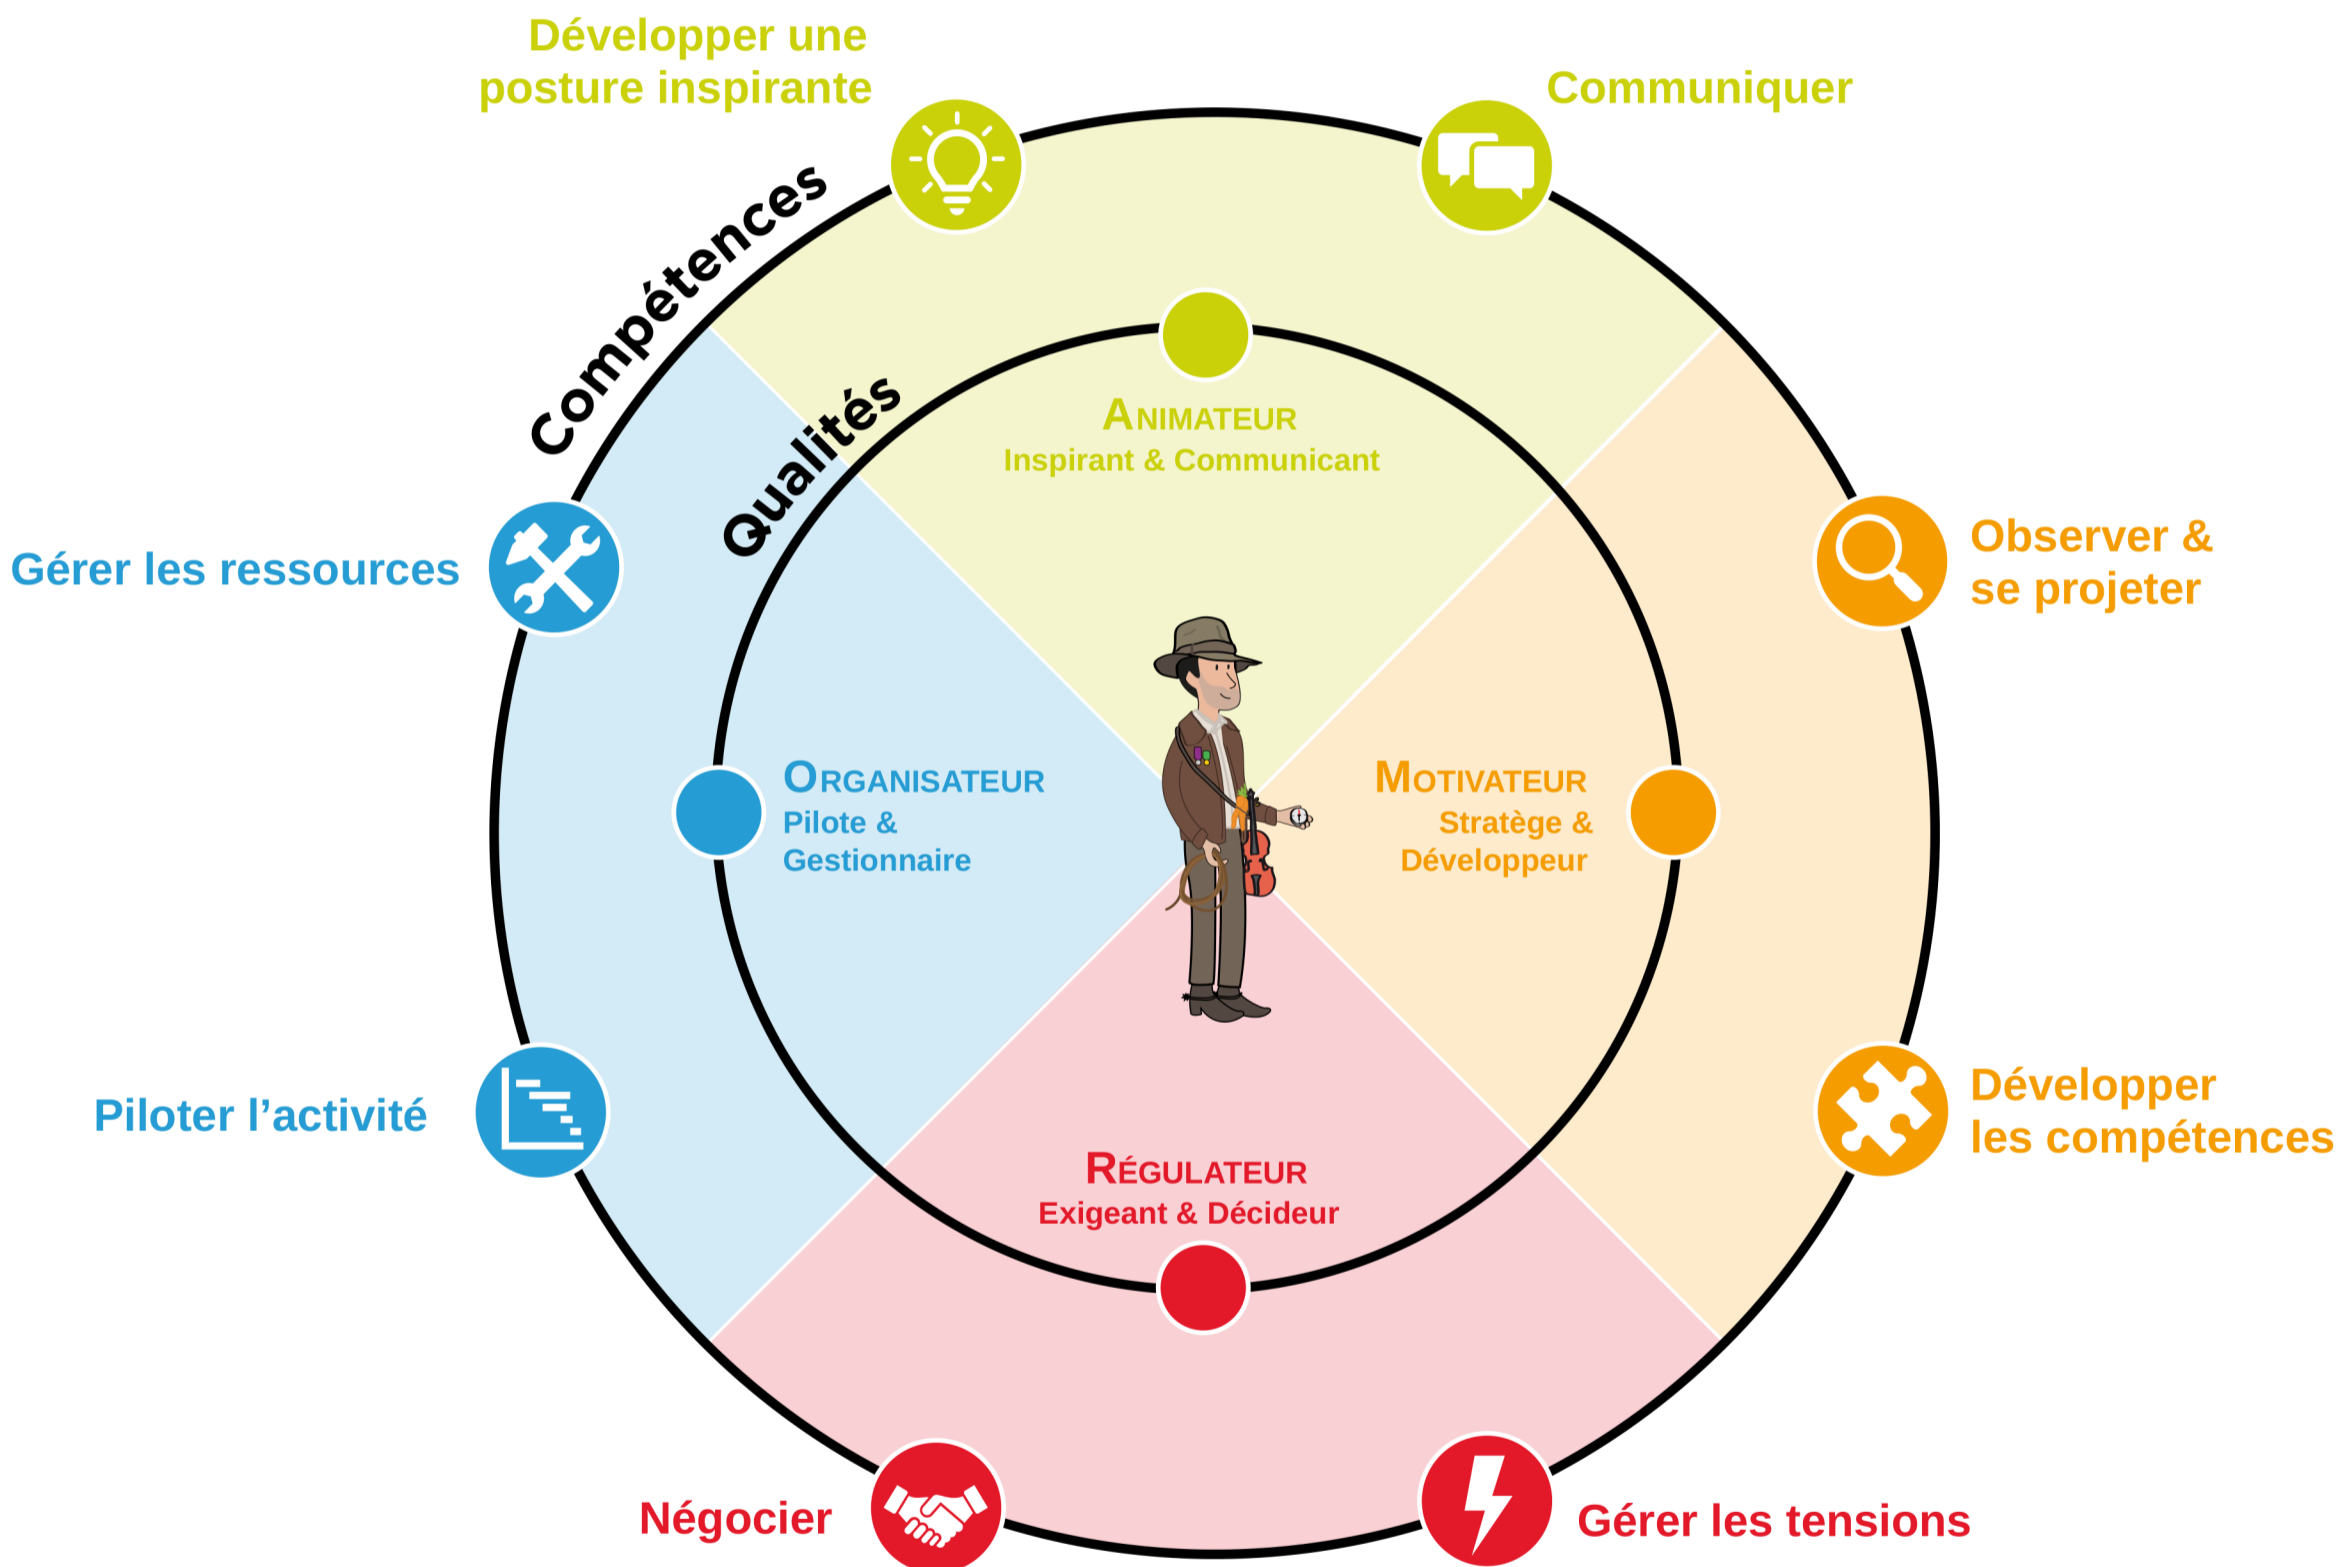 Développer une
posture inspirante
Communiquer
Compétences
Qualités
ANIMATEUR
Inspirant & Communicant
Gérer les ressources
Observer &
se projeter
ORGANISATEUR
Pilote &
Gestionnaire
MOTIVATEUR
Stratège &
Développeur
Piloter l’activité
Développer
les compétences
RÉGULATEUR
Exigeant & Décideur
Négocier
Gérer les tensions